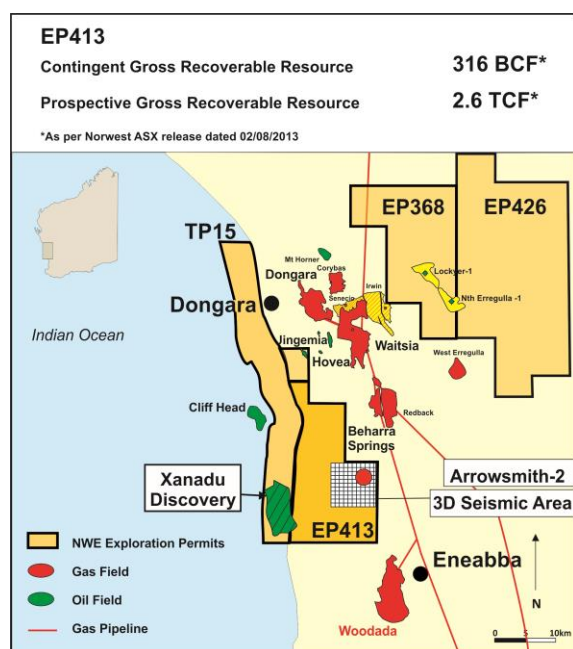 EP413
Contingent Gross Recoverable Resource 316 BCF*
Prospective Gross Recoverable Resource 2.6 TCF*
*As per Norwest ASX release dated 02/08/2013
EP368
EP426
TP15
Mt Horner
Dongara
Corybas
Lockyer-1
Irwin
Senecio
Dongara
Nth Erregulla -1
Indian Ocean
Jingemia
Waitsia
Hovea
West Erregulla
Cliff Head
Redback
Beharra
Springs
Xanadu
Discovery
Arrowsmith-2
3D Seismic Area
EP413
NWE Exploration Permits
Gas Field
Eneabba
Oil Field
N
Gas Pipeline
Woodada
0 5 10km